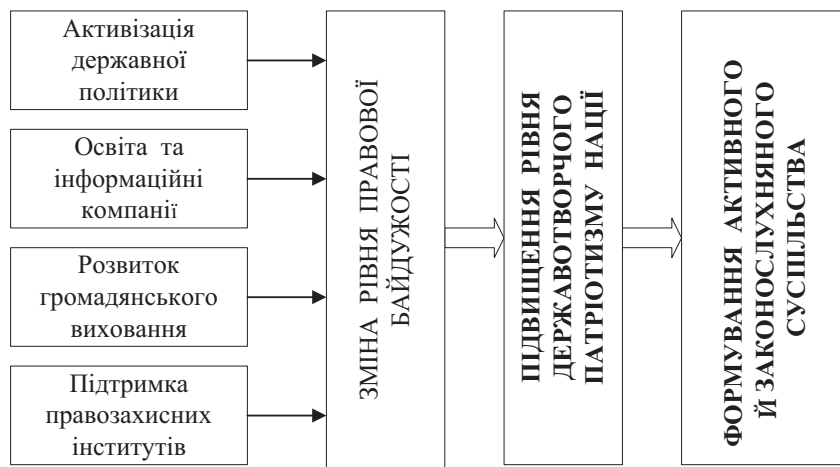 Активізація
державної
політики
Освіта та
інформаційні
компанії
Розвиток
громадянського
виховання
Підтримка
правозахисних
інститутів
ЗМІНА РІВНЯ ПРАВОВОЇ
БАЙДУЖОСТІ
ПІДВИЩЕННЯ РІВНЯ
ДЕРЖАВОТВОРЧОГО
ПАТРІОТИЗМУ НАЦІЇ
ФОРМУВАННЯ АКТИВНОГО
Й ЗАКОНОСЛУХНЯНОГО
СУСПІЛЬСТВА